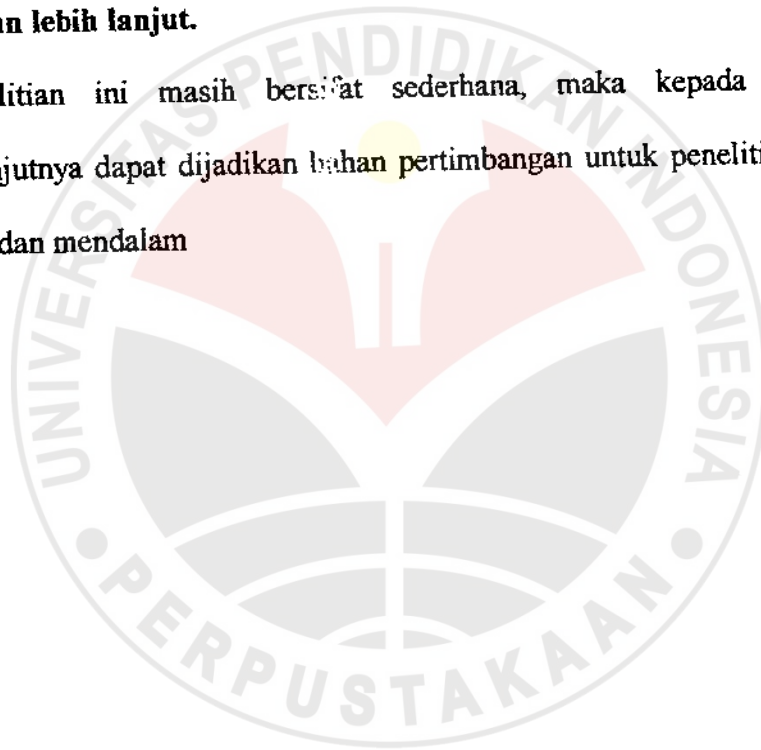 n lebih lanjut.
litian ini masih bersifat sederhana, maka kepada
jutnya dapat dijadikan bahan pertimbangan untuk peneliti
dan mendalam
UNIVERSITAS PENDIDIKAN INDONESIA
PERPUSTAKAAN